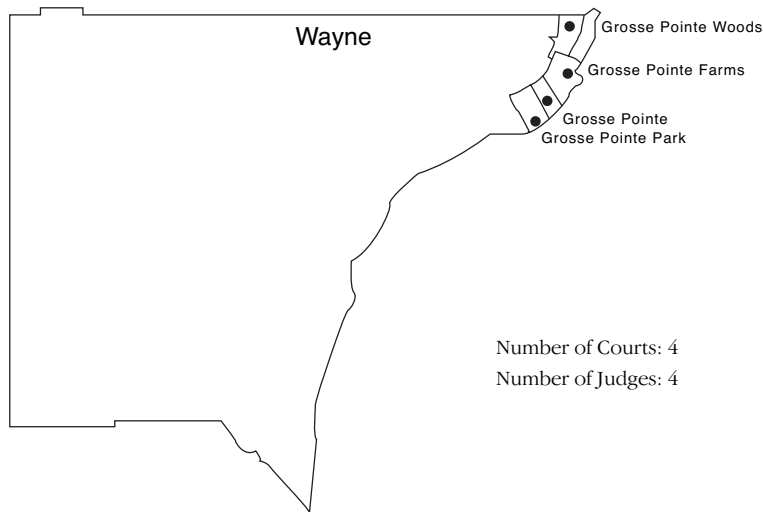 Wayne
Grosse Pointe Woods
Grosse Pointe Farms
Grosse Pointe
Grosse Pointe Park
Number of Courts: 4
Number of Judges: 4